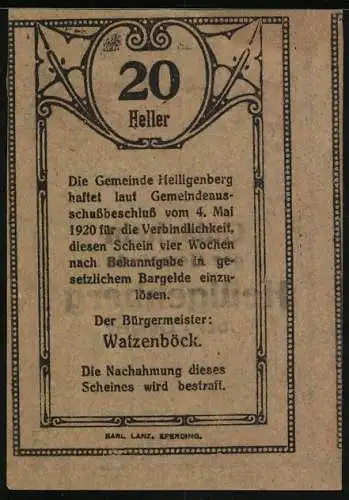 20
Heller
Die Gemeinde Heiligenberg
haftet laut Gemeindeaus-
schußbeschluß vom 4. Mai
1920 für die Verbindlichkeit,
diesen Schein vier Wochen
nach Bekanntgabe in ge-
setzlichem Bargelde einzu-
lösen.
Der Bürgermeister:
Watzenböck.
Die Nachahmung dieses
Scheines wird bestraft.
BARL. LANZ, EFERDING.